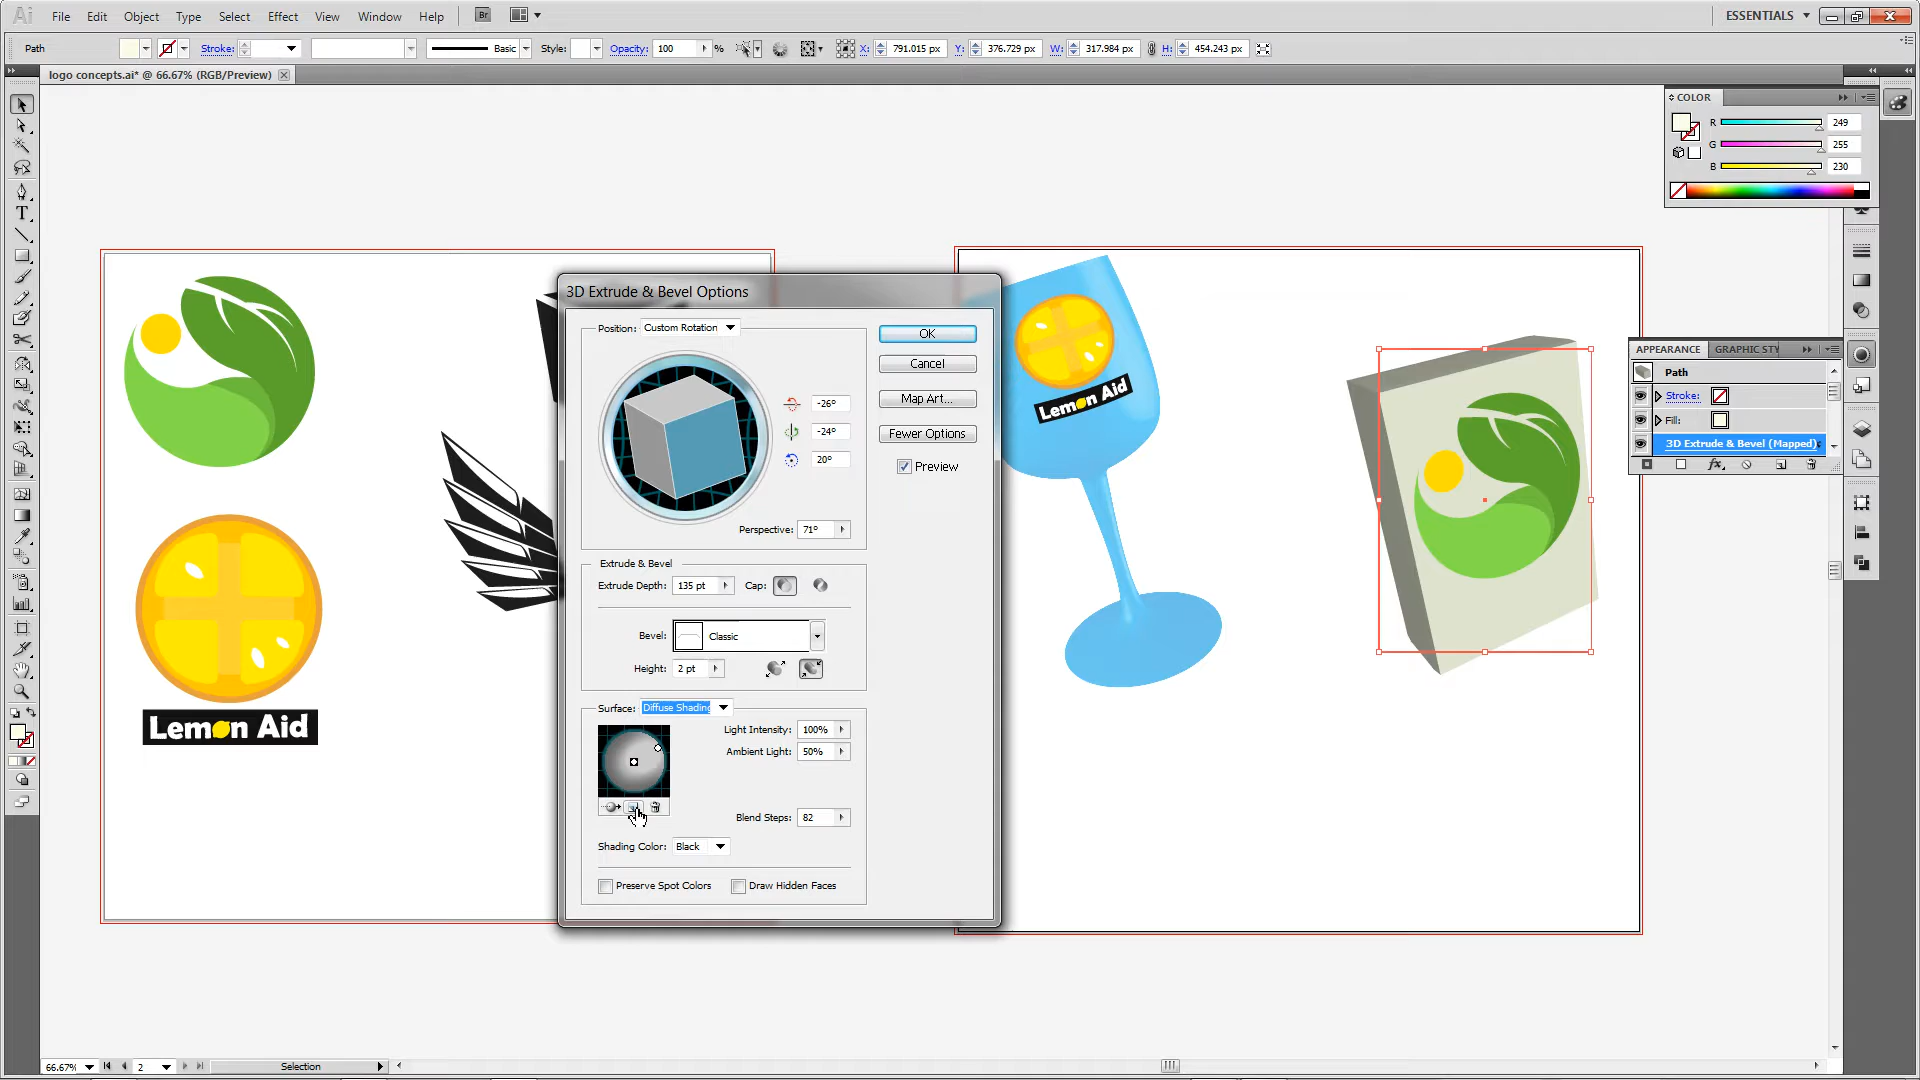 Ai File Edit Object Type Select Effect View Window Help Br ESSENTIALS
Path Stroke: Basic Style: Opacity: 100 % X: 791.015 px Y: 376.729 px W: 317.984 px H: 454.243 px
logo concepts.ai* @ 66.67% (RGB/Preview)
COLOR
R 249
G 255
B 230
3D Extrude & Bevel Options
Position: Custom Rotation
OK
Cancel
Map Art...
Fewer Options
Preview
-26°
-24°
20°
Perspective: 71°
Extrude & Bevel
Extrude Depth: 135 pt Cap:
Bevel: Classic
Height: 2 pt
Surface: Diffuse Shading
Light Intensity: 100%
Ambient Light: 50%
Blend Steps: 82
Shading Color: Black
Preserve Spot Colors Draw Hidden Faces
Lemon Aid
Lemon Aid
APPEARANCE GRAPHIC STY
Path
Stroke:
Fill:
3D Extrude & Bevel (Mapped)
fx
66.67% 2 Selection